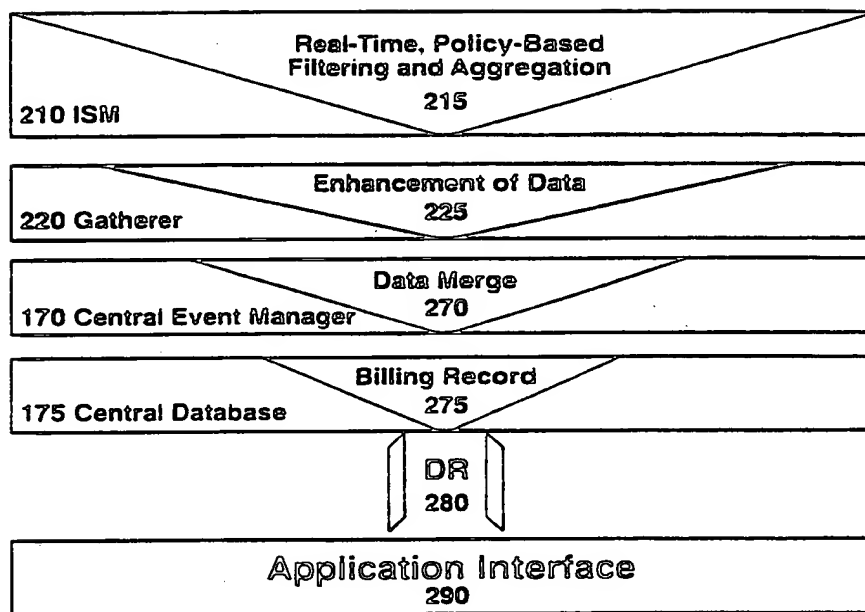 Real-Time, Policy-Based
Filtering and Aggregation
215
210 ISM
Enhancement of Data
225
220 Gatherer
Data Merge
270
170 Central Event Manager
Billing Record
275
175 Central Database
DR
280
Application Interface
290